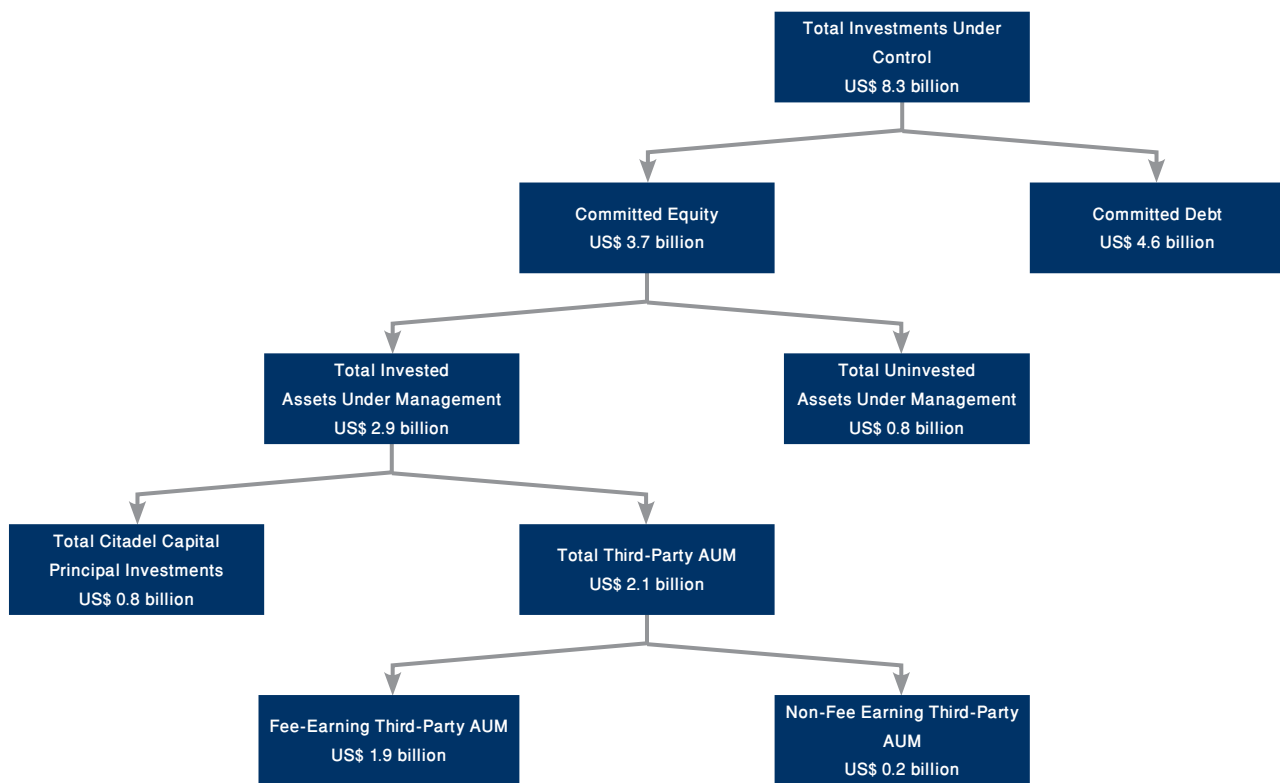 Total Investments Under
Control
US$ 8.3 billion
Committed Equity
US$ 3.7 billion
Committed Debt
US$ 4.6 billion
Total Invested
Assets Under Management
US$ 2.9 billion
Total Uninvested
Assets Under Management
US$ 0.8 billion
Total Citadel Capital
Principal Investments
US$ 0.8 billion
Total Third-Party AUM
US$ 2.1 billion
Fee-Earning Third-Party AUM
US$ 1.9 billion
Non-Fee Earning Third-Party
AUM
US$ 0.2 billion